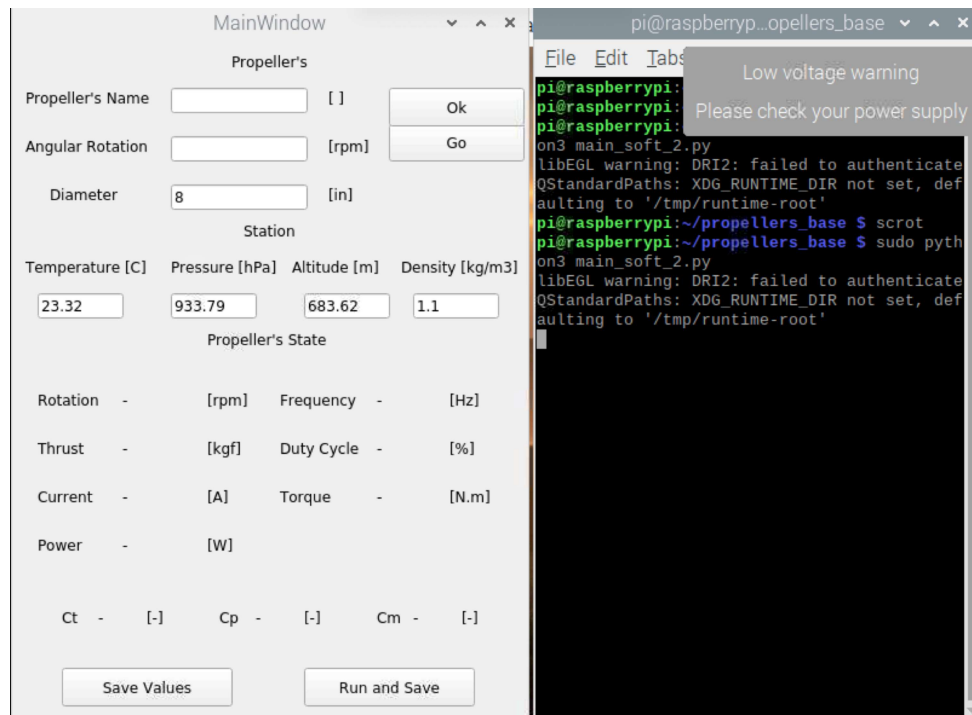 MainWindow
Propeller's
Propeller's Name [ ] Ok
Angular Rotation [rpm] Go
Diameter 8 [in]
Station
Temperature [C] Pressure [hPa] Altitude [m] Density [kg/m3]
23.32 933.79 683.62 1.1
Propeller's State
Rotation - [rpm] Frequency - [Hz]
Thrust - [kgf] Duty Cycle - [%]
Current - [A] Torque - [N.m]
Power - [W]
Ct - [-] Cp - [-] Cm - [-]
Save Values Run and Save
pi@raspberryp...opellers_base
File Edit Tabs
Low voltage warning
Please check your power supply
pi@raspberrypi:
pi@raspberrypi:
pi@raspberrypi:
on3 main_soft_2.py
libEGL warning: DRI2: failed to authenticate
QStandardPaths: XDG_RUNTIME_DIR not set, def
aulting to '/tmp/runtime-root'
pi@raspberrypi:~/propellers_base $ scrot
pi@raspberrypi:~/propellers_base $ sudo pyth
on3 main_soft_2.py
libEGL warning: DRI2: failed to authenticate
QStandardPaths: XDG_RUNTIME_DIR not set, def
aulting to '/tmp/runtime-root'